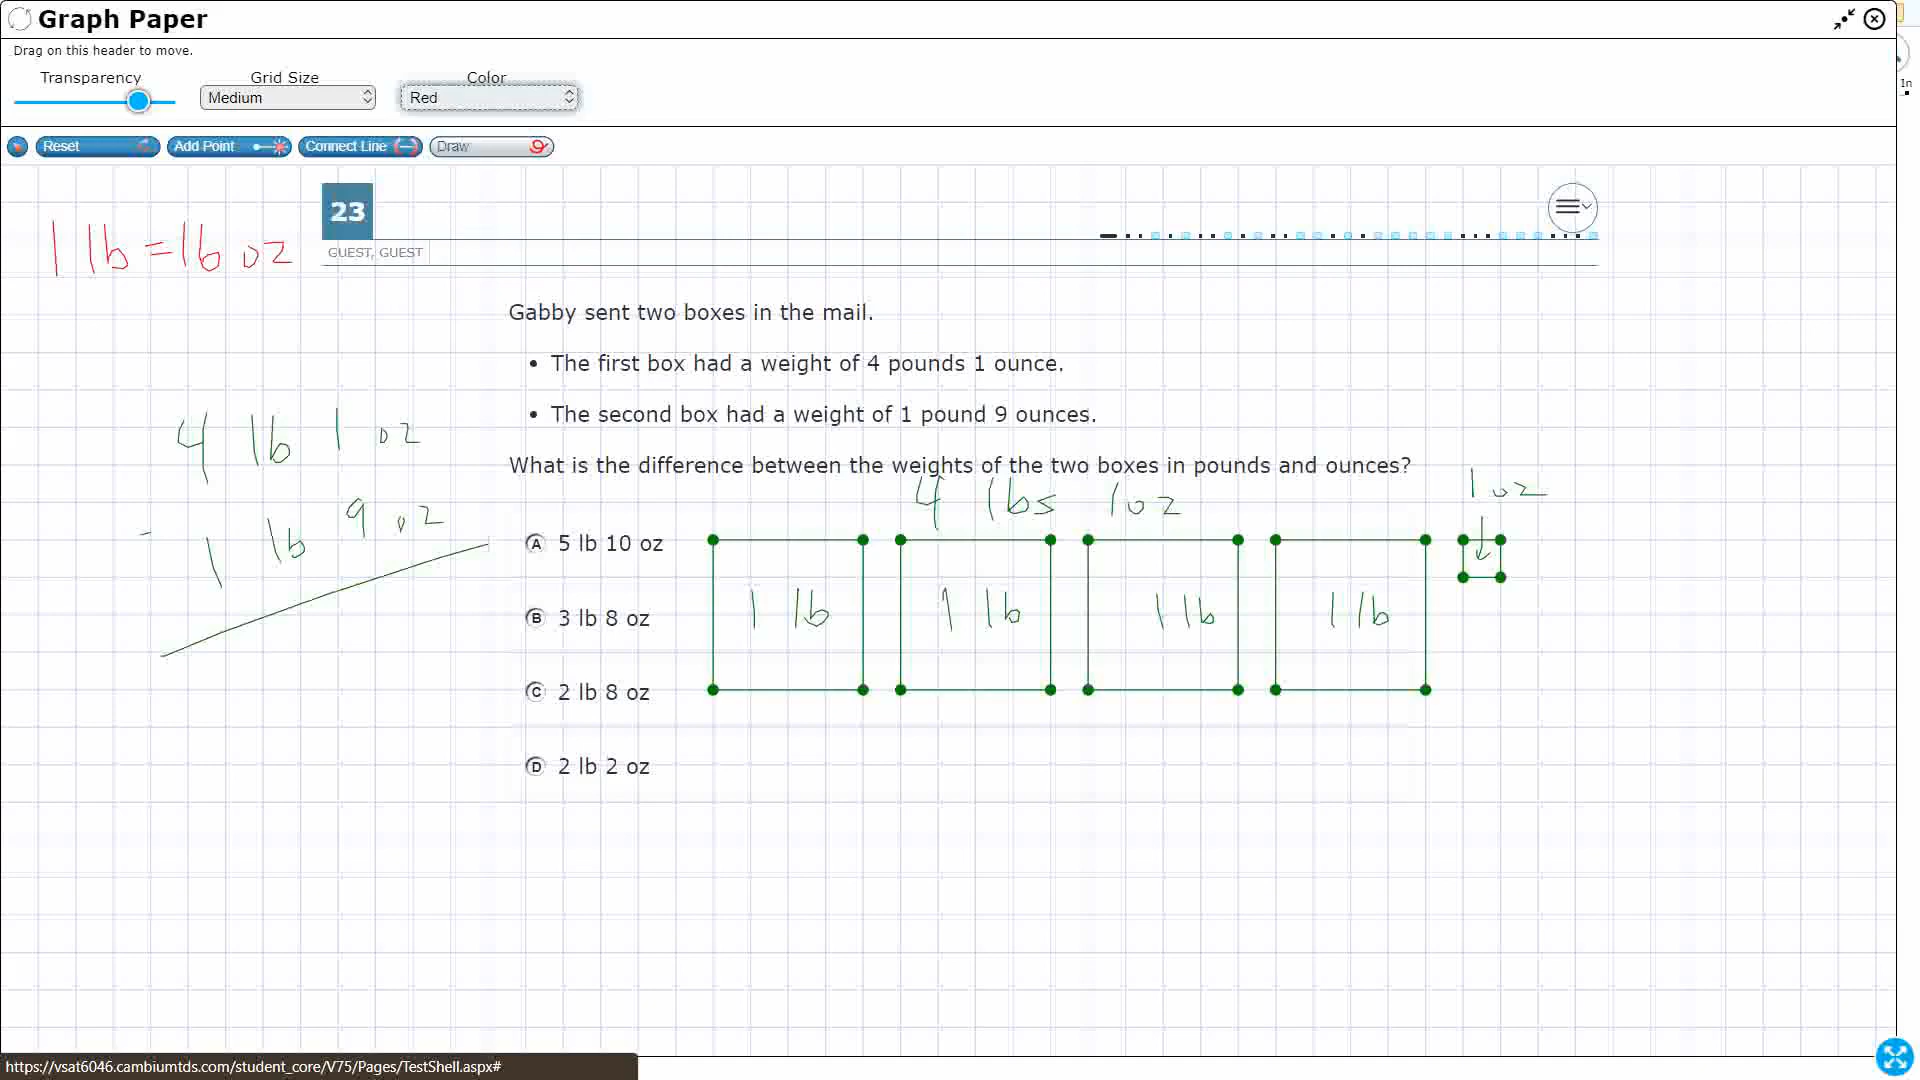 Graph Paper
Drag on this header to move.
Transparency Grid Size Color
Medium Red
Reset Add Point Connect Line Draw
23
1 lb = 16 oz
GUEST, GUEST
1n
Gabby sent two boxes in the mail.
• The first box had a weight of 4 pounds 1 ounce.
• The second box had a weight of 1 pound 9 ounces.
What is the difference between the weights of the two boxes in pounds and ounces?
4 lb 1 oz
- 1 lb 9 oz
4 lbs 1oz
1 oz
A 5 lb 10 oz
B 3 lb 8 oz
C 2 lb 8 oz
D 2 lb 2 oz
1 lb 1 lb 1 lb 1 lb
https://vsat6046.cambiumtds.com/student_core/V75/Pages/TestShell.aspx#